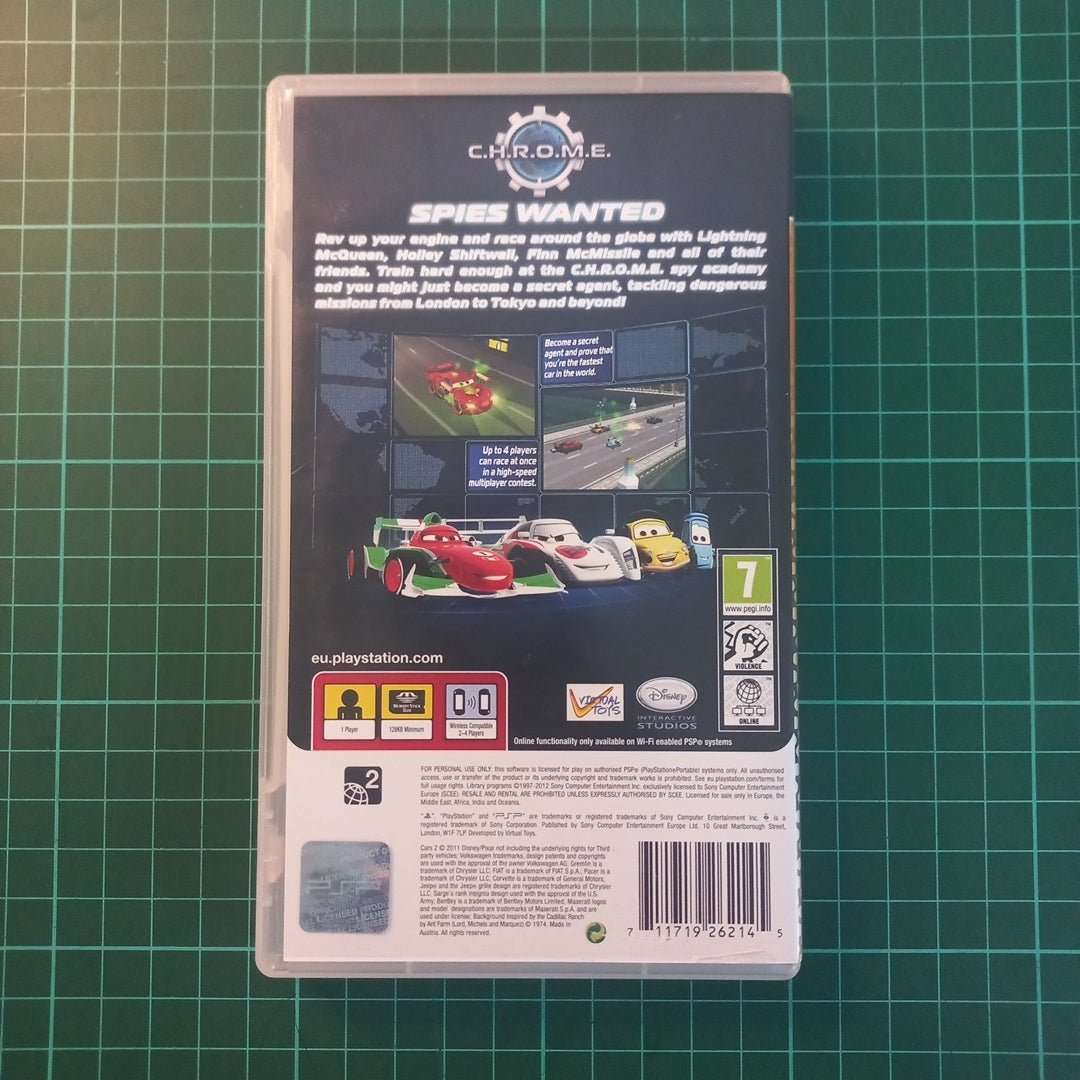 C.H.R.O.M.E.
SPIES WANTED
Rev up your engine and race around the globe with Lightning
McQueen, Holley Shiftwell, Finn McMissile and all of their
friends. Train hard enough at the C.H.R.O.M.E. spy academy
and you might just become a secret agent, tackling dangerous
missions from London to Tokyo and beyond!
Become a secret
agent and prove that
you're the fastest
car in the world.
Up to 4 players
can race at once
in a high-speed
multiplayer contest.
7
www.pegi.info
VIOLENCE
ONLINE
eu.playstation.com
1 Player
MEMORY STICK
128KB Minimum
Wireless Compatible
2–4 Players
VIRTUAL
TOYS
Disney
INTERACTIVE
STUDIOS
Online functionality only available on Wi-Fi enabled PSP® systems
2
FOR PERSONAL USE ONLY: this software is licensed for play on authorised PSP® (PlayStation®Portable) systems only. All unauthorised
access, use or transfer of the product or its underlying copyright and trademark works is prohibited. See eu.playstation.com/terms for
full usage rights. Library programs ©1997-2012 Sony Computer Entertainment Inc. exclusively licensed to Sony Computer Entertainment
Europe (SCEE). RESALE AND RENTAL ARE PROHIBITED UNLESS EXPRESSLY AUTHORISED BY SCEE. Licensed for sale only in Europe, the
Middle East, Africa, India and Oceania.
" ", "PlayStation" and "PSP" are trademarks or registered trademarks of Sony Computer Entertainment Inc. " " is a
registered trademark of Sony Corporation. Published by Sony Computer Entertainment Europe Ltd, 10 Great Marlborough Street,
London, W1F 7LP. Developed by Virtual Toys.
Cars 2 © 2011 Disney/Pixar not including the underlying rights for Third
party vehicles: Volkswagen trademarks, design patents and copyrights
are used with the approval of the owner Volkswagen AG; Gremlin is a
trademark of Chrysler LLC; FIAT is a trademark of FIAT S.p.A.; Pacer is a
trademark of Chrysler LLC; Corvette is a trademark of General Motors;
Jeep® and the Jeep® grille design are registered trademarks of Chrysler
LLC; Sarge's rank insignia design used with the approval of the U.S.
Army; Bentley is a trademark of Bentley Motors Limited; Maserati logos
and model designations are trademarks of Maserati S.p.A. and are
used under license; Background inspired by the Cadillac Ranch
by Ant Farm (Lord, Michels and Marquez) © 1974. Made in
Austria. All rights reserved.
7 11719 26214 5